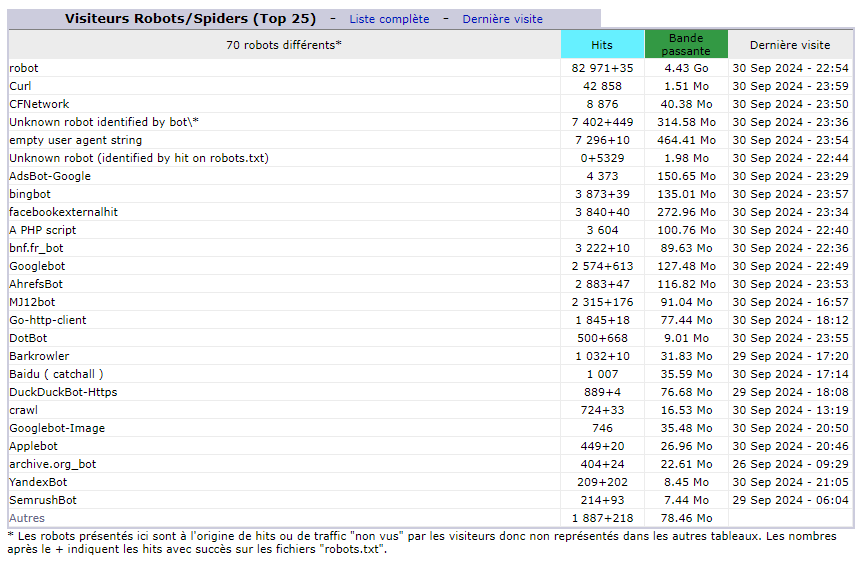 Visiteurs Robots/Spiders (Top 25) - Liste complète - Dernière visite
70 robots différents* Hits Bande passante Dernière visite
robot 82 971+35 4.43 Go 30 Sep 2024 - 22:54
Curl 42 858 1.51 Mo 30 Sep 2024 - 23:59
CFNetwork 8 876 40.38 Mo 30 Sep 2024 - 23:50
Unknown robot identified by bot\* 7 402+449 314.58 Mo 30 Sep 2024 - 23:36
empty user agent string 7 296+10 464.41 Mo 30 Sep 2024 - 23:54
Unknown robot (identified by hit on robots.txt) 0+5329 1.98 Mo 30 Sep 2024 - 22:44
AdsBot-Google 4 373 150.65 Mo 30 Sep 2024 - 23:29
bingbot 3 873+39 135.01 Mo 30 Sep 2024 - 23:57
facebookexternalhit 3 840+40 272.96 Mo 30 Sep 2024 - 23:34
A PHP script 3 604 100.76 Mo 30 Sep 2024 - 22:40
bnf.fr_bot 3 222+10 89.63 Mo 30 Sep 2024 - 22:36
Googlebot 2 574+613 127.48 Mo 30 Sep 2024 - 22:49
AhrefsBot 2 883+47 116.82 Mo 30 Sep 2024 - 23:53
MJ12bot 2 315+176 91.04 Mo 30 Sep 2024 - 16:57
Go-http-client 1 845+18 77.44 Mo 30 Sep 2024 - 18:12
DotBot 500+668 9.01 Mo 30 Sep 2024 - 23:55
Barkrowler 1 032+10 31.83 Mo 29 Sep 2024 - 17:20
Baidu ( catchall ) 1 007 35.59 Mo 30 Sep 2024 - 17:14
DuckDuckBot-Https 889+4 76.68 Mo 29 Sep 2024 - 18:08
crawl 724+33 16.53 Mo 30 Sep 2024 - 13:19
Googlebot-Image 746 35.48 Mo 30 Sep 2024 - 20:50
Applebot 449+20 26.96 Mo 30 Sep 2024 - 20:46
archive.org_bot 404+24 22.61 Mo 26 Sep 2024 - 09:29
YandexBot 209+202 8.45 Mo 30 Sep 2024 - 21:05
SemrushBot 214+93 7.44 Mo 29 Sep 2024 - 06:04
Autres 1 887+218 78.46 Mo
* Les robots présentés ici sont à l'origine de hits ou de traffic "non vus" par les visiteurs donc non représentés dans les autres tableaux. Les nombres
après le + indiquent les hits avec succès sur les fichiers "robots.txt".